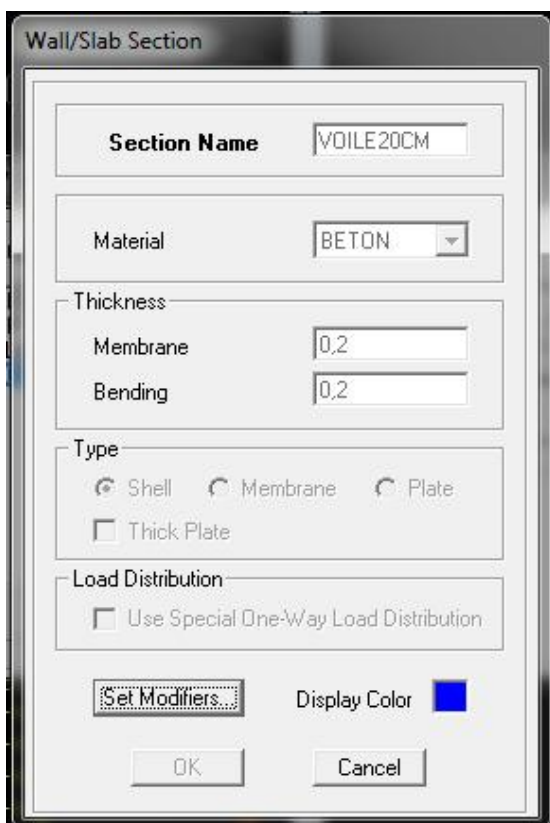 Wall/Slab Section
Section Name VOILE20CM
Material BETON
Thickness
Membrane 0,2
Bending 0,2
Type
Shell Membrane Plate
Thick Plate
Load Distribution
Use Special One-Way Load Distribution
Set Modifiers... Display Color
OK Cancel